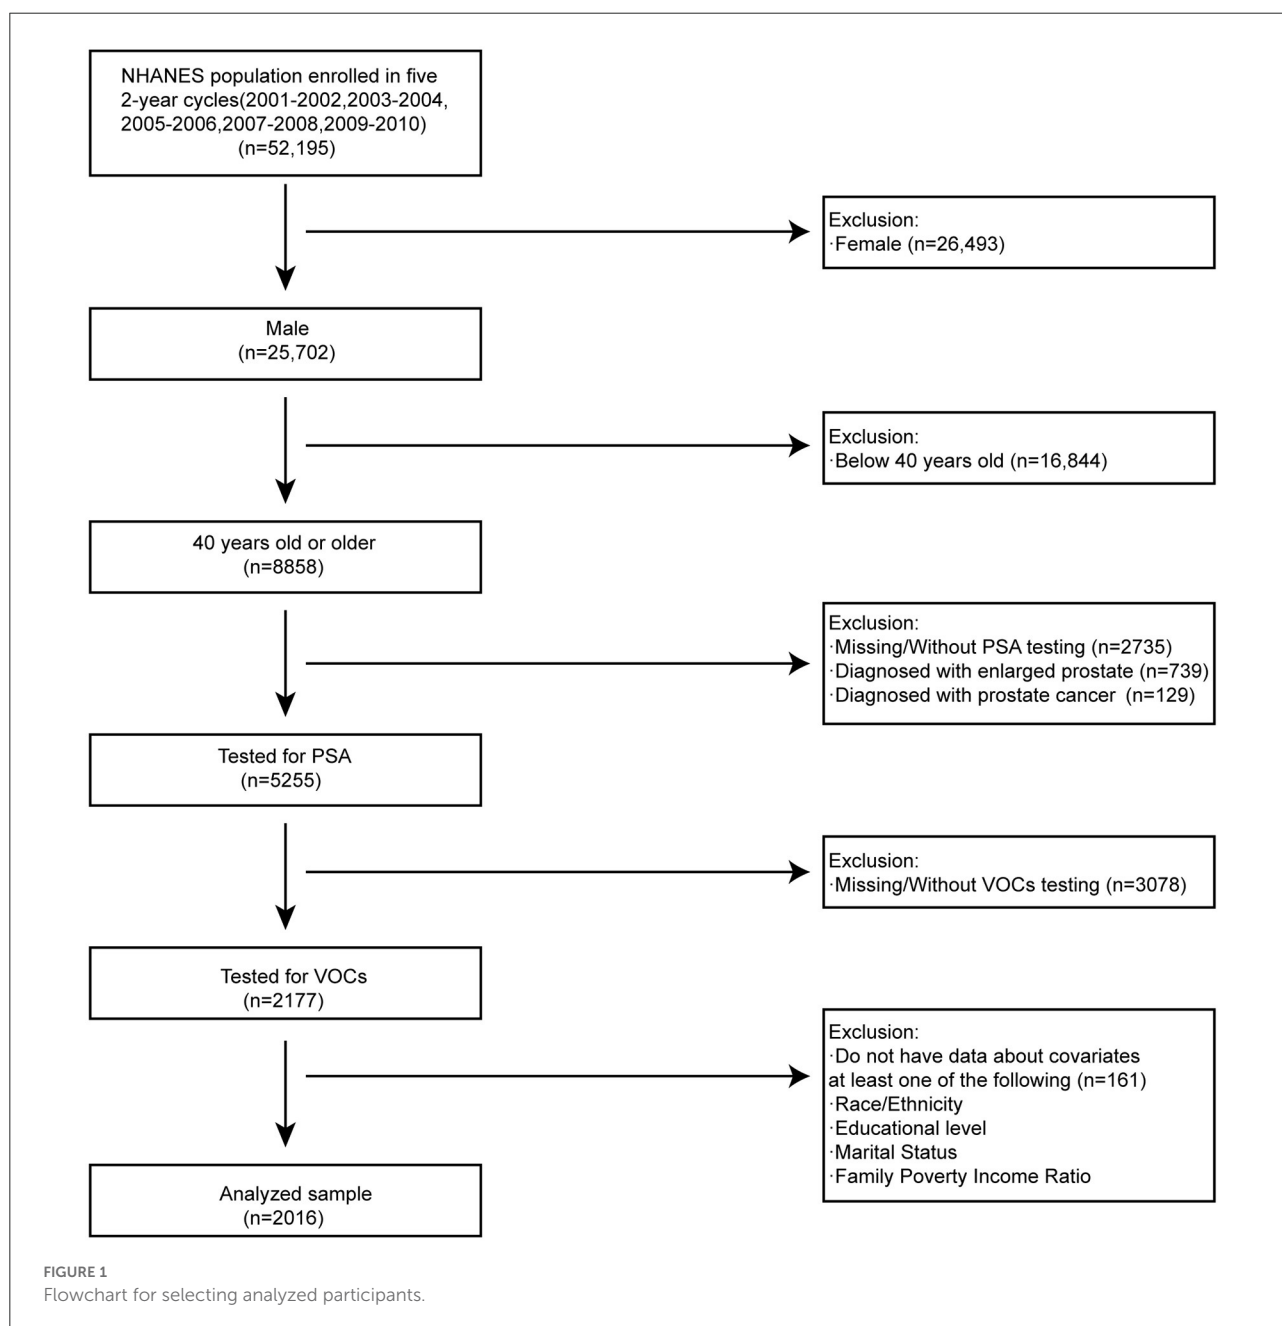 NHANES population enrolled in five
2-year cycles(2001-2002,2003-2004,
2005-2006,2007-2008,2009-2010)
(n=52,195)
Exclusion:
·Female (n=26,493)
Male
(n=25,702)
Exclusion:
·Below 40 years old (n=16,844)
40 years old or older
(n=8858)
Exclusion:
·Missing/Without PSA testing (n=2735)
·Diagnosed with enlarged prostate (n=739)
·Diagnosed with prostate cancer (n=129)
Tested for PSA
(n=5255)
Exclusion:
·Missing/Without VOCs testing (n=3078)
Tested for VOCs
(n=2177)
Exclusion:
·Do not have data about covariates
at least one of the following (n=161)
·Race/Ethnicity
·Educational level
·Marital Status
·Family Poverty Income Ratio
Analyzed sample
(n=2016)
FIGURE 1
Flowchart for selecting analyzed participants.